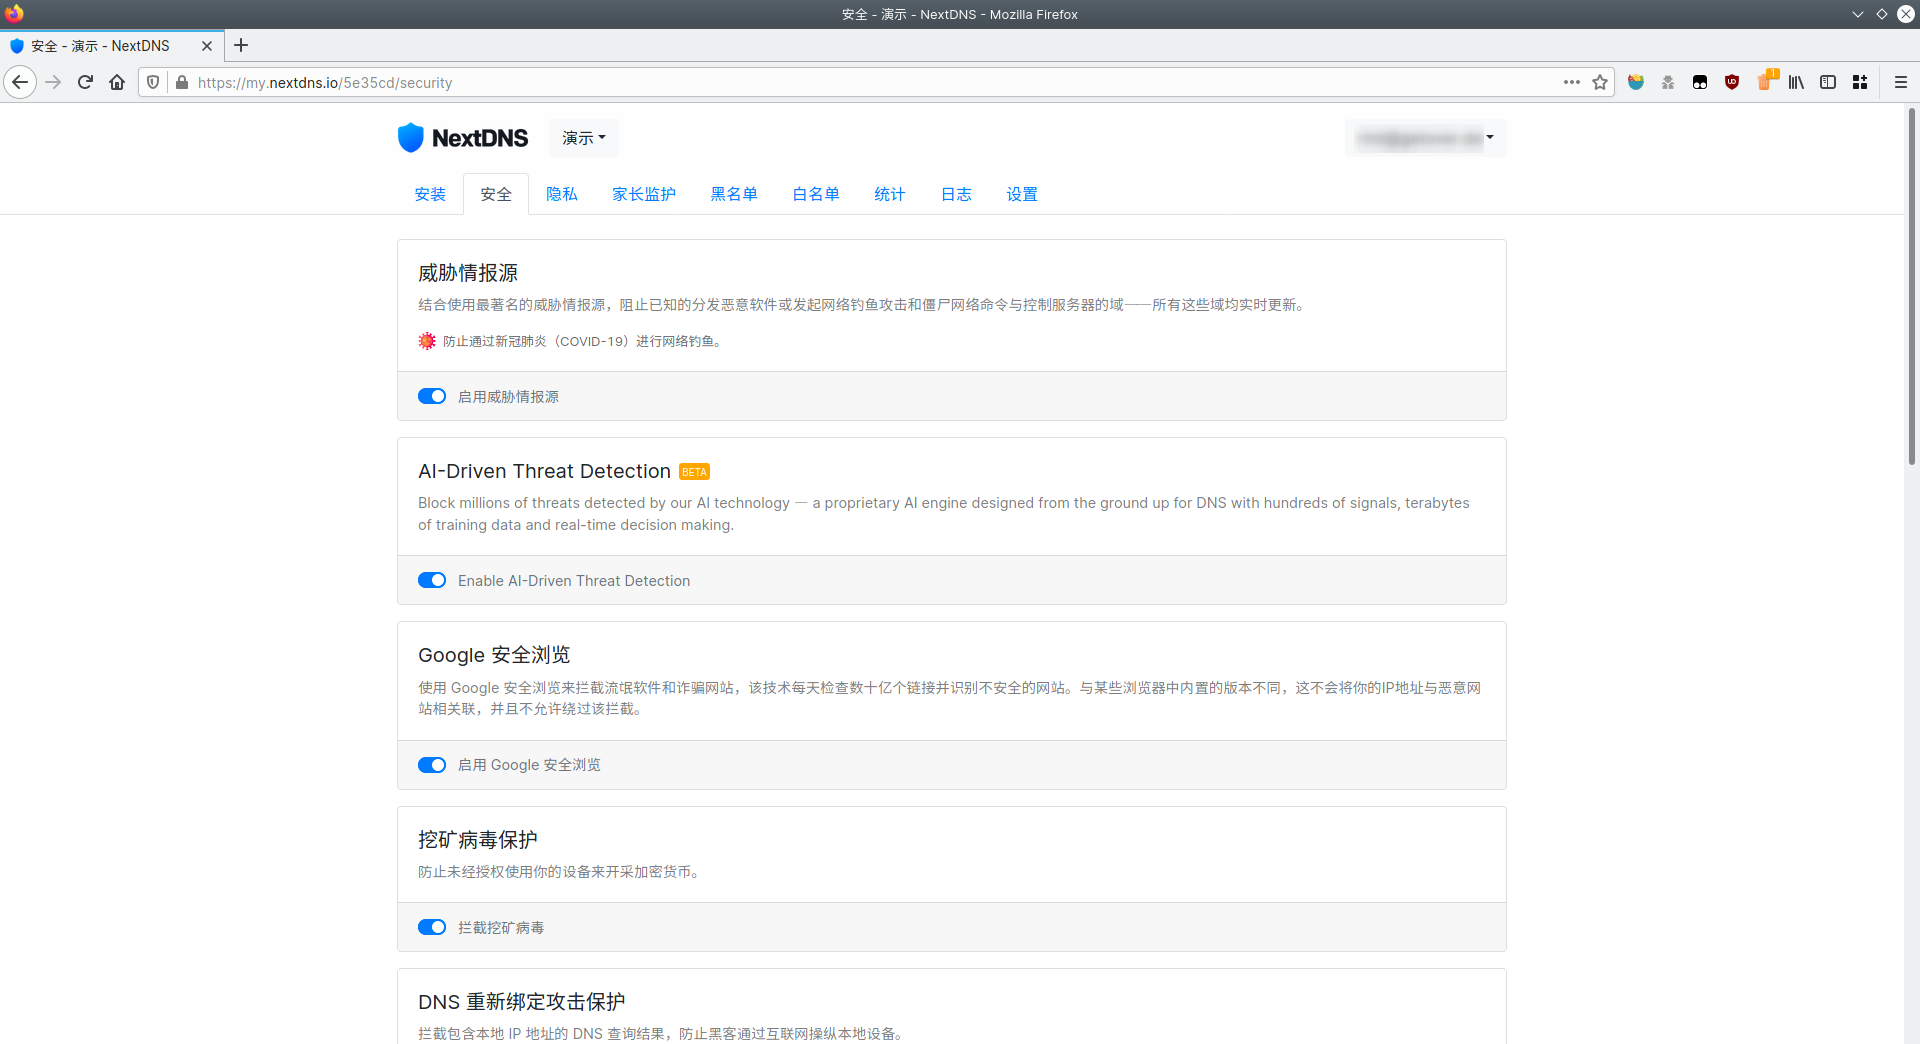 安全 - 演示 - NextDNS - Mozilla Firefox
安全 - 演示 - NextDNS
https://my.nextdns.io/5e35cd/security
1
NextDNS
演示
安装 安全 隐私 家长监护 黑名单 白名单 统计 日志 设置
威胁情报源
结合使用最著名的威胁情报源，阻止已知的分发恶意软件或发起网络钓鱼攻击和僵尸网络命令与控制服务器的域——所有这些域均实时更新。
防止通过新冠肺炎（COVID-19）进行网络钓鱼。
启用威胁情报源
AI-Driven Threat Detection BETA
Block millions of threats detected by our AI technology — a proprietary AI engine designed from the ground up for DNS with hundreds of signals, terabytes
of training data and real-time decision making.
Enable AI-Driven Threat Detection
Google 安全浏览
使用 Google 安全浏览来拦截流氓软件和诈骗网站，该技术每天检查数十亿个链接并识别不安全的网站。与某些浏览器中内置的版本不同，这不会将你的IP地址与恶意网
站相关联，并且不允许绕过该拦截。
启用 Google 安全浏览
挖矿病毒保护
防止未经授权使用你的设备来开采加密货币。
拦截挖矿病毒
DNS 重新绑定攻击保护
拦截包含本地 IP 地址的 DNS 查询结果，防止黑客通过互联网操纵本地设备。